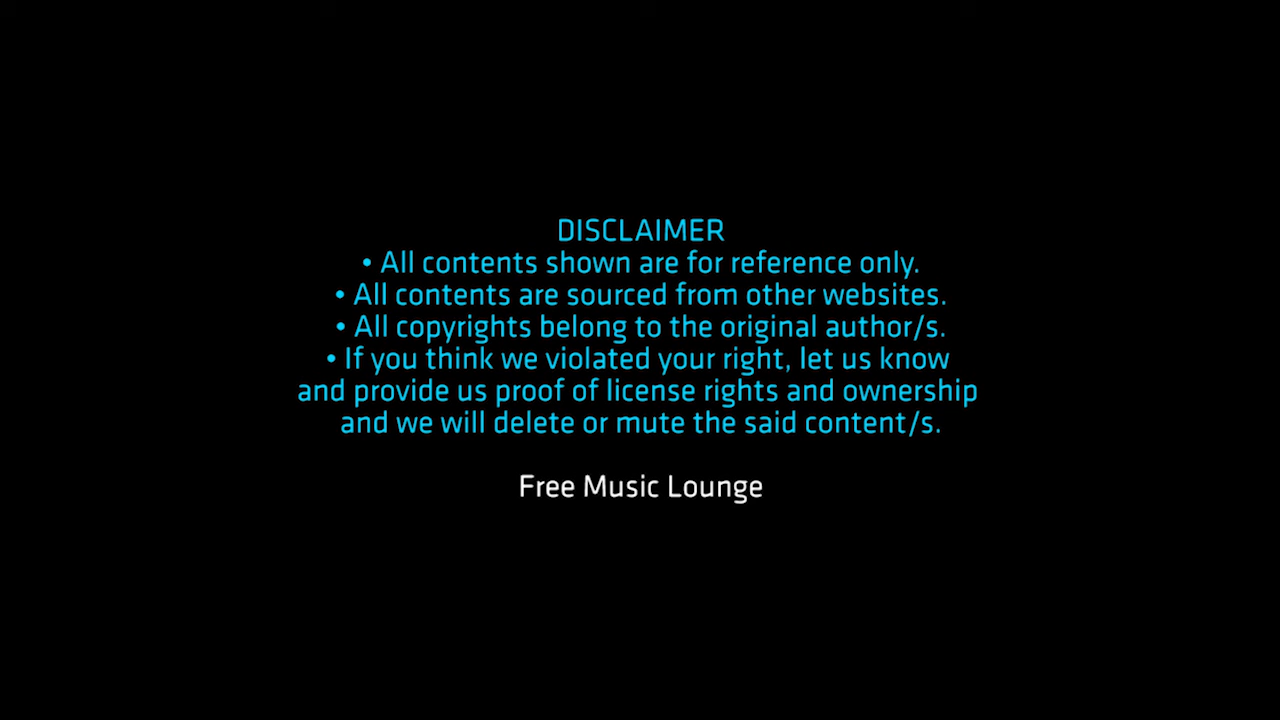 DISCLAIMER
• All contents shown are for reference only.
• All contents are sourced from other websites.
• All copyrights belong to the original author/s.
• If you think we violated your right, let us know
and provide us proof of license rights and ownership
and we will delete or mute the said content/s.
Free Music Lounge